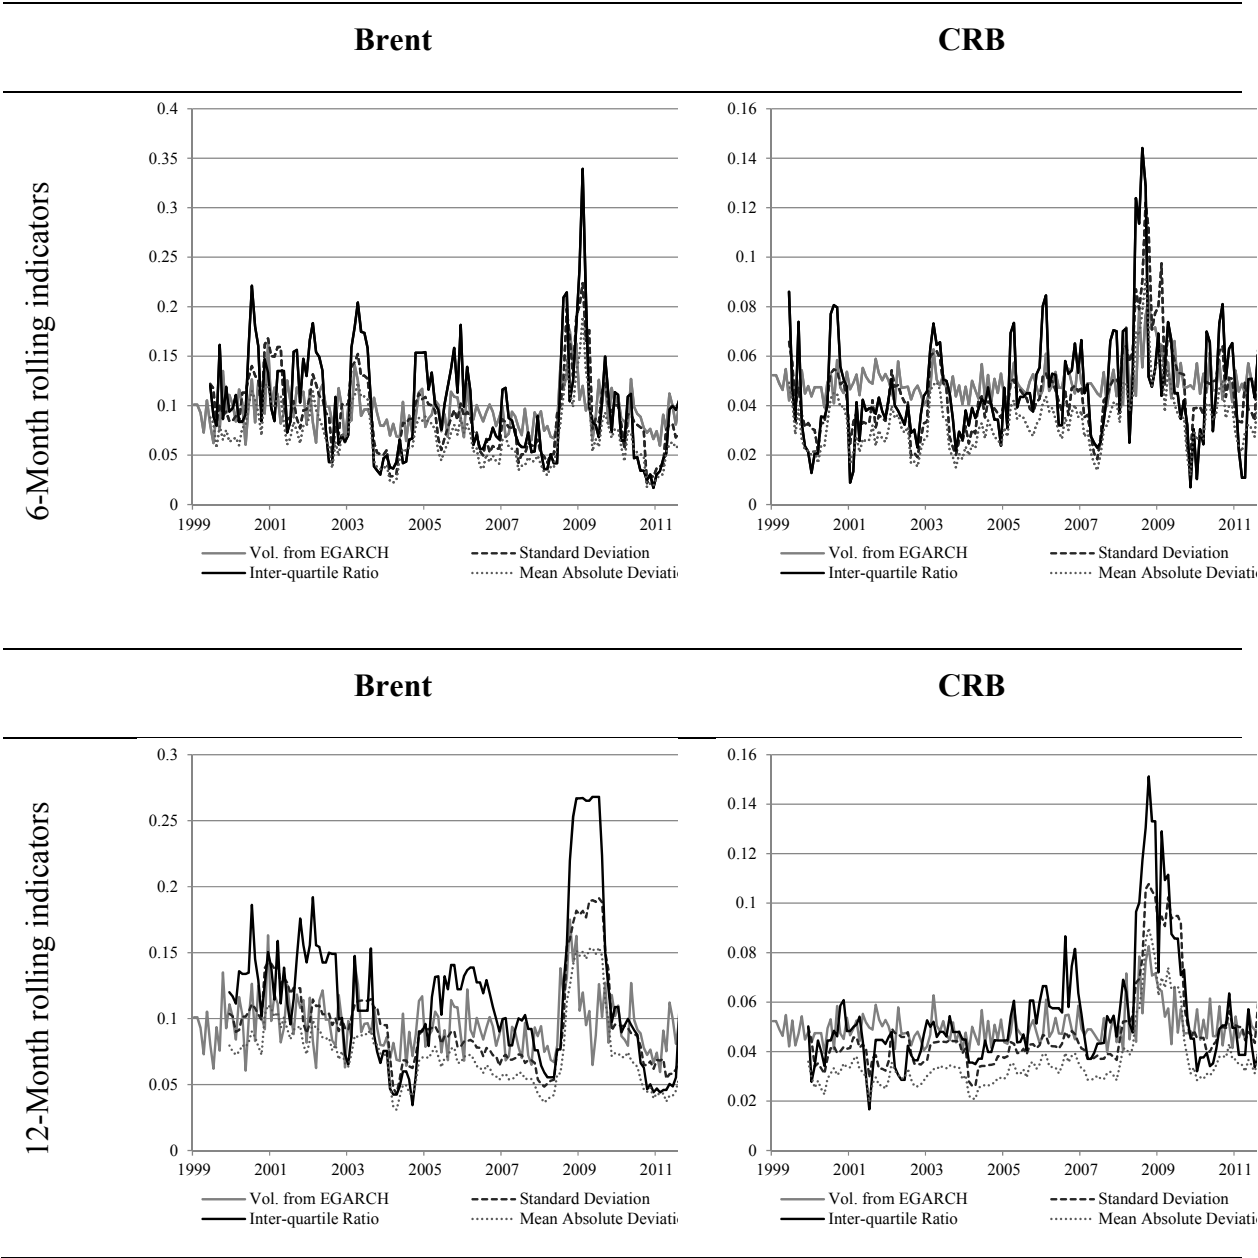 Brent CRB
6-Month rolling indicators
0.4
0.35
0.3
0.25
0.2
0.15
0.1
0.05
0
1999 2001 2003 2005 2007 2009 2011
Vol. from EGARCH Standard Deviation
Inter-quartile Ratio Mean Absolute Deviati
0.16
0.14
0.12
0.1
0.08
0.06
0.04
0.02
0
1999 2001 2003 2005 2007 2009 2011
Vol. from EGARCH Standard Deviation
Inter-quartile Ratio Mean Absolute Deviati
Brent CRB
12-Month rolling indicators
0.3
0.25
0.2
0.15
0.1
0.05
0
1999 2001 2003 2005 2007 2009 2011
Vol. from EGARCH Standard Deviation
Inter-quartile Ratio Mean Absolute Deviati
0.16
0.14
0.12
0.1
0.08
0.06
0.04
0.02
0
1999 2001 2003 2005 2007 2009 2011
Vol. from EGARCH Standard Deviation
Inter-quartile Ratio Mean Absolute Deviati